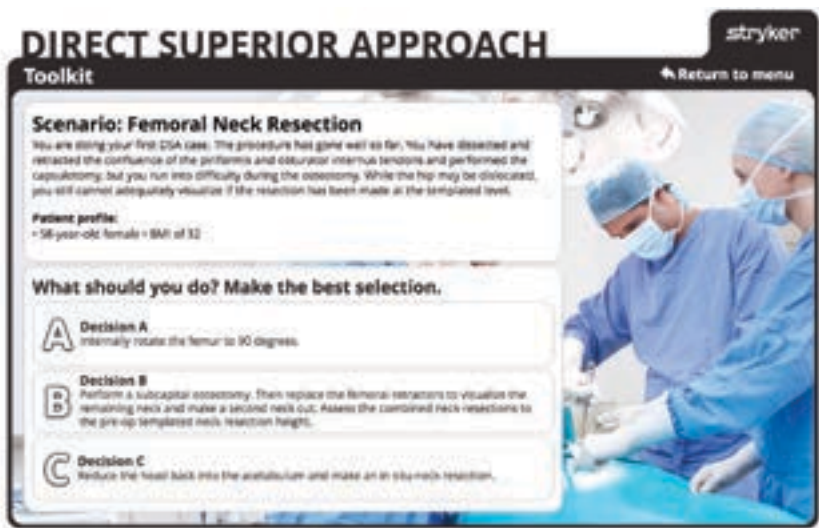 DIRECT SUPERIOR APPROACH
stryker
Toolkit
Return to menu
Scenario: Femoral Neck Resection
You are doing your first DSA case. The procedure has gone well so far. You have dissected and
retracted the confluence of the piriformis and obturator internus tendons and performed the
capsulotomy, but you run into difficulty during the osteotomy. While the hip may be dislocated,
you still cannot adequately visualize if the resection has been made at the templated level.
Patient profile:
• 58-year-old female • BMI of 32
What should you do? Make the best selection.
A
Decision A
Internally rotate the femur to 90 degrees.
B
Decision B
Perform a subcapital osteotomy. Then replace the femoral retractors to visualize the
remaining neck and make a second neck cut. Assess the combined neck resections to
the pre-op templated neck resection height.
C
Decision C
Reduce the head back into the acetabulum and make an in situ neck resection.